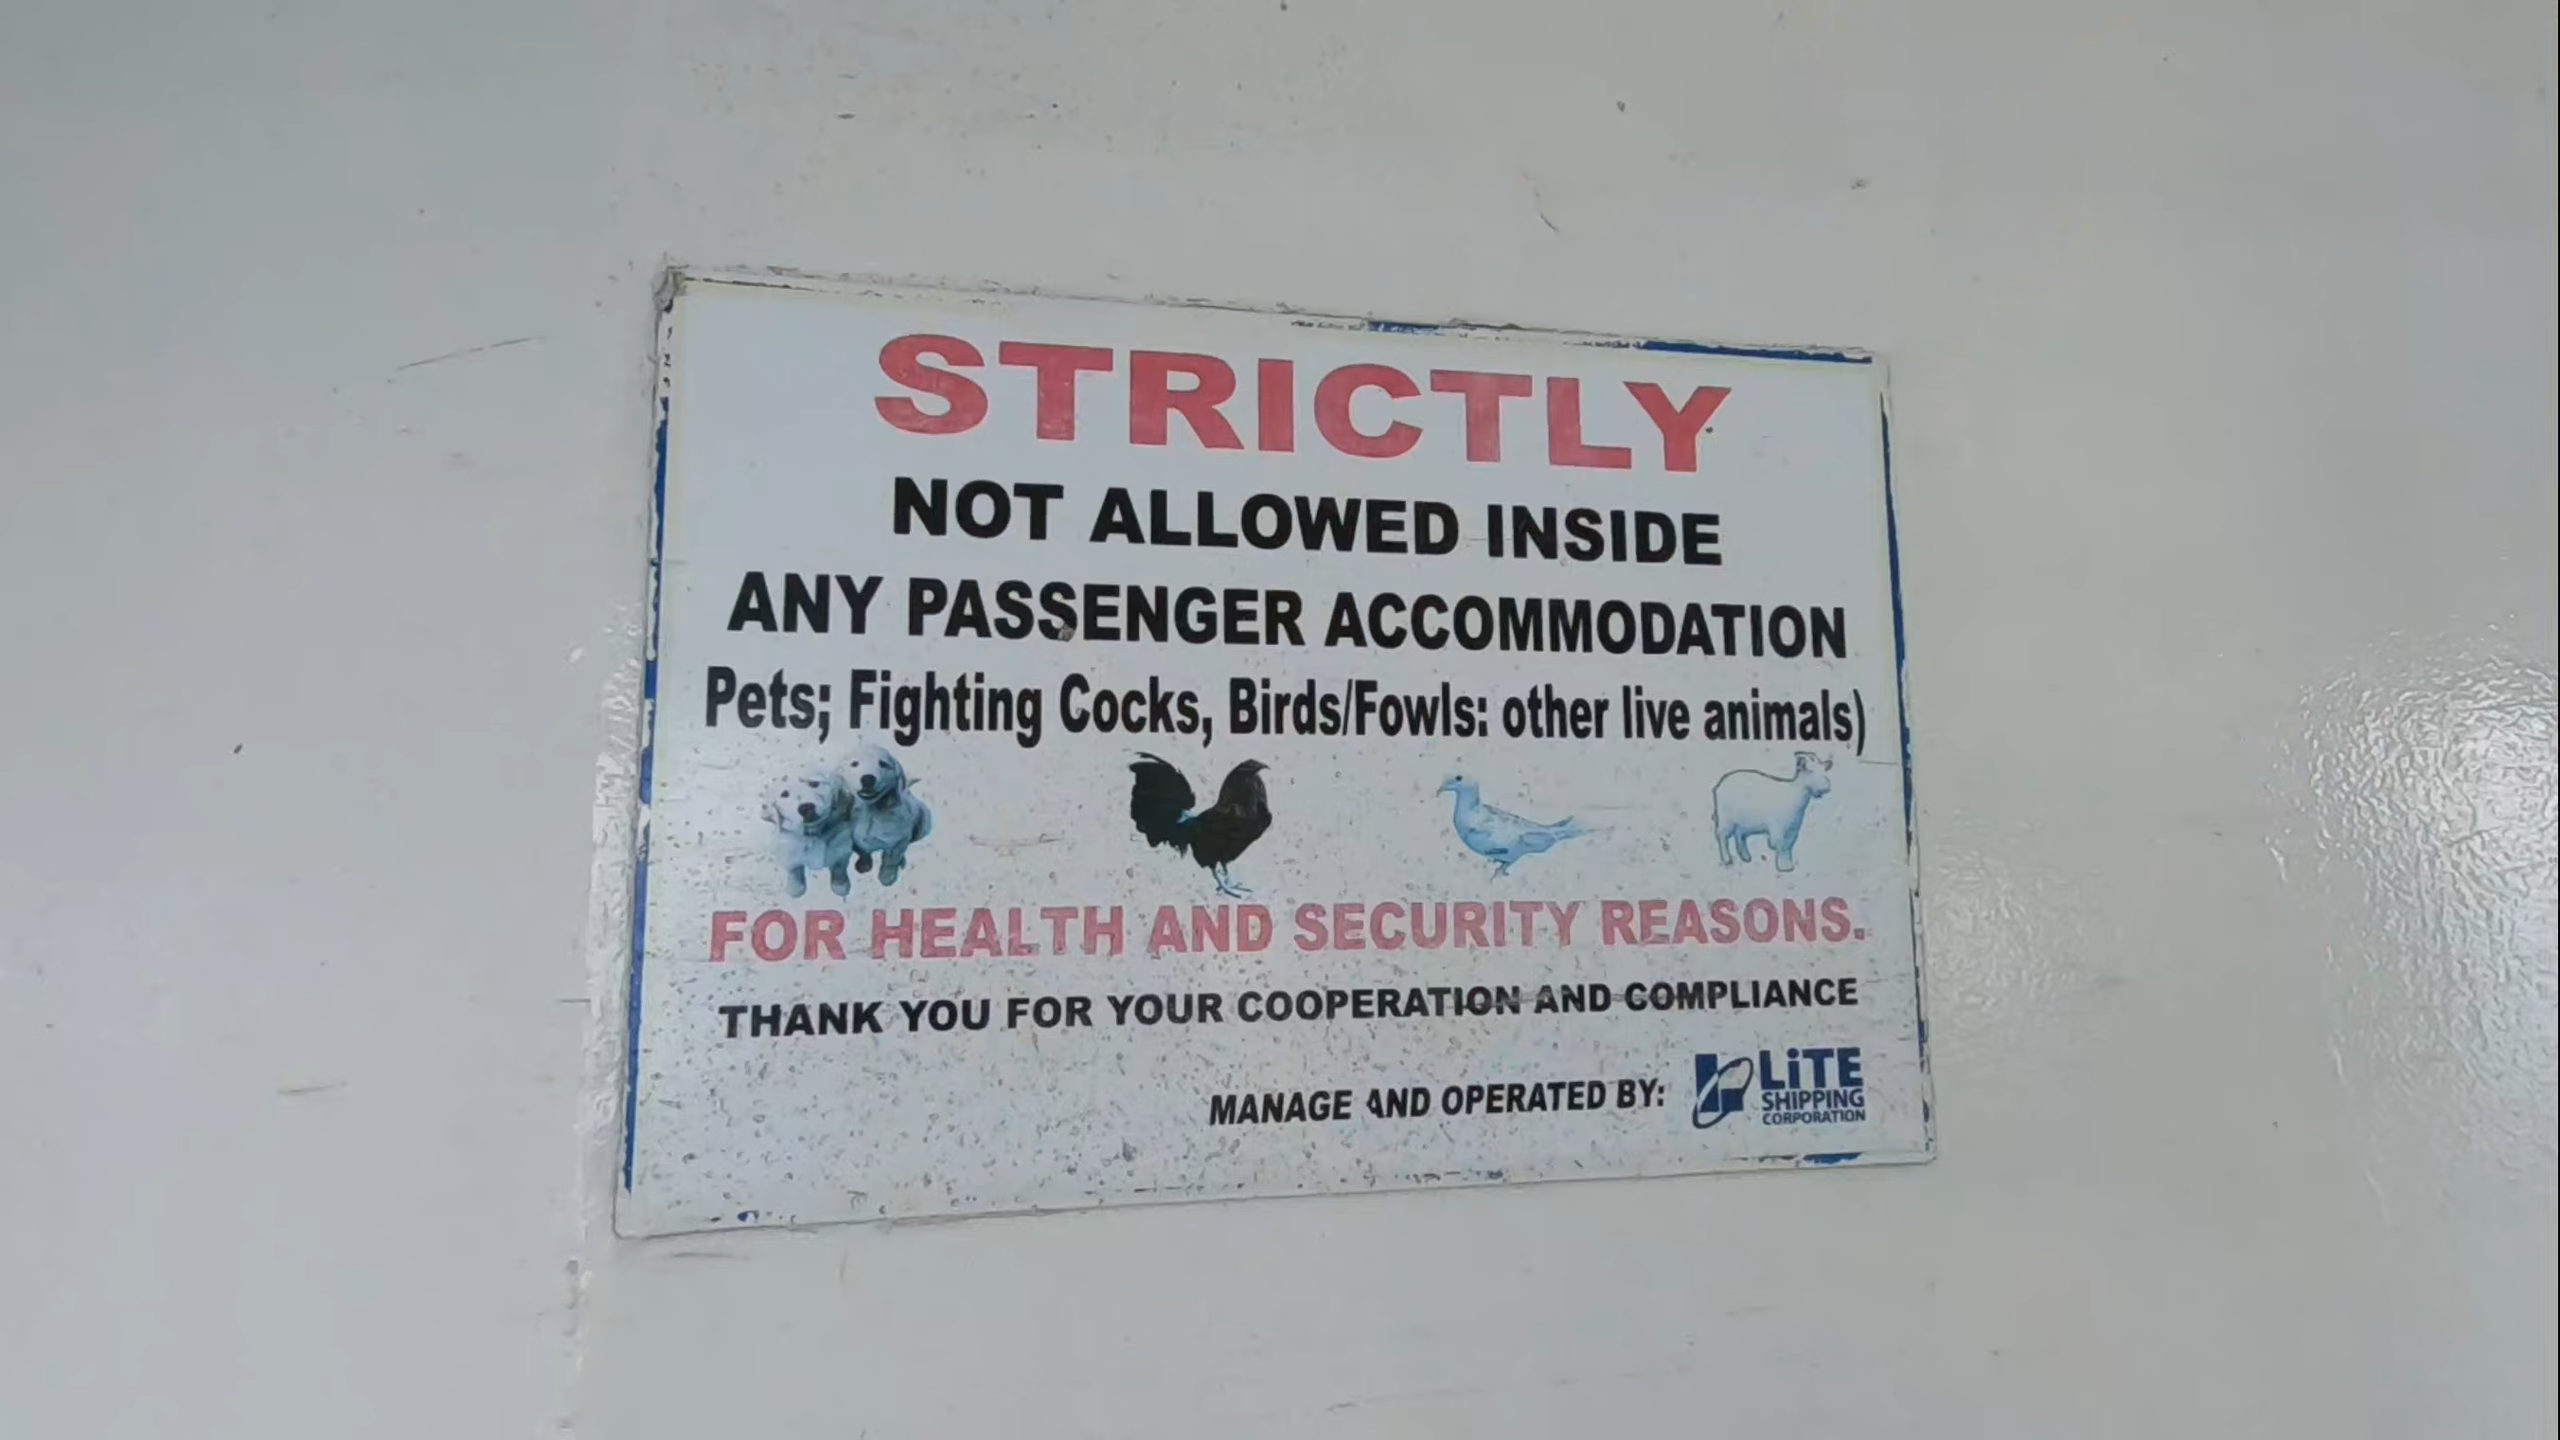 STRICTLY
NOT ALLOWED INSIDE
ANY PASSENGER ACCOMMODATION
Pets; Fighting Cocks, Birds/Fowls: other live animals)
FOR HEALTH AND SECURITY REASONS.
THANK YOU FOR YOUR COOPERATION AND COMPLIANCE
MANAGE AND OPERATED BY:
LiTE
SHIPPING
CORPORATION